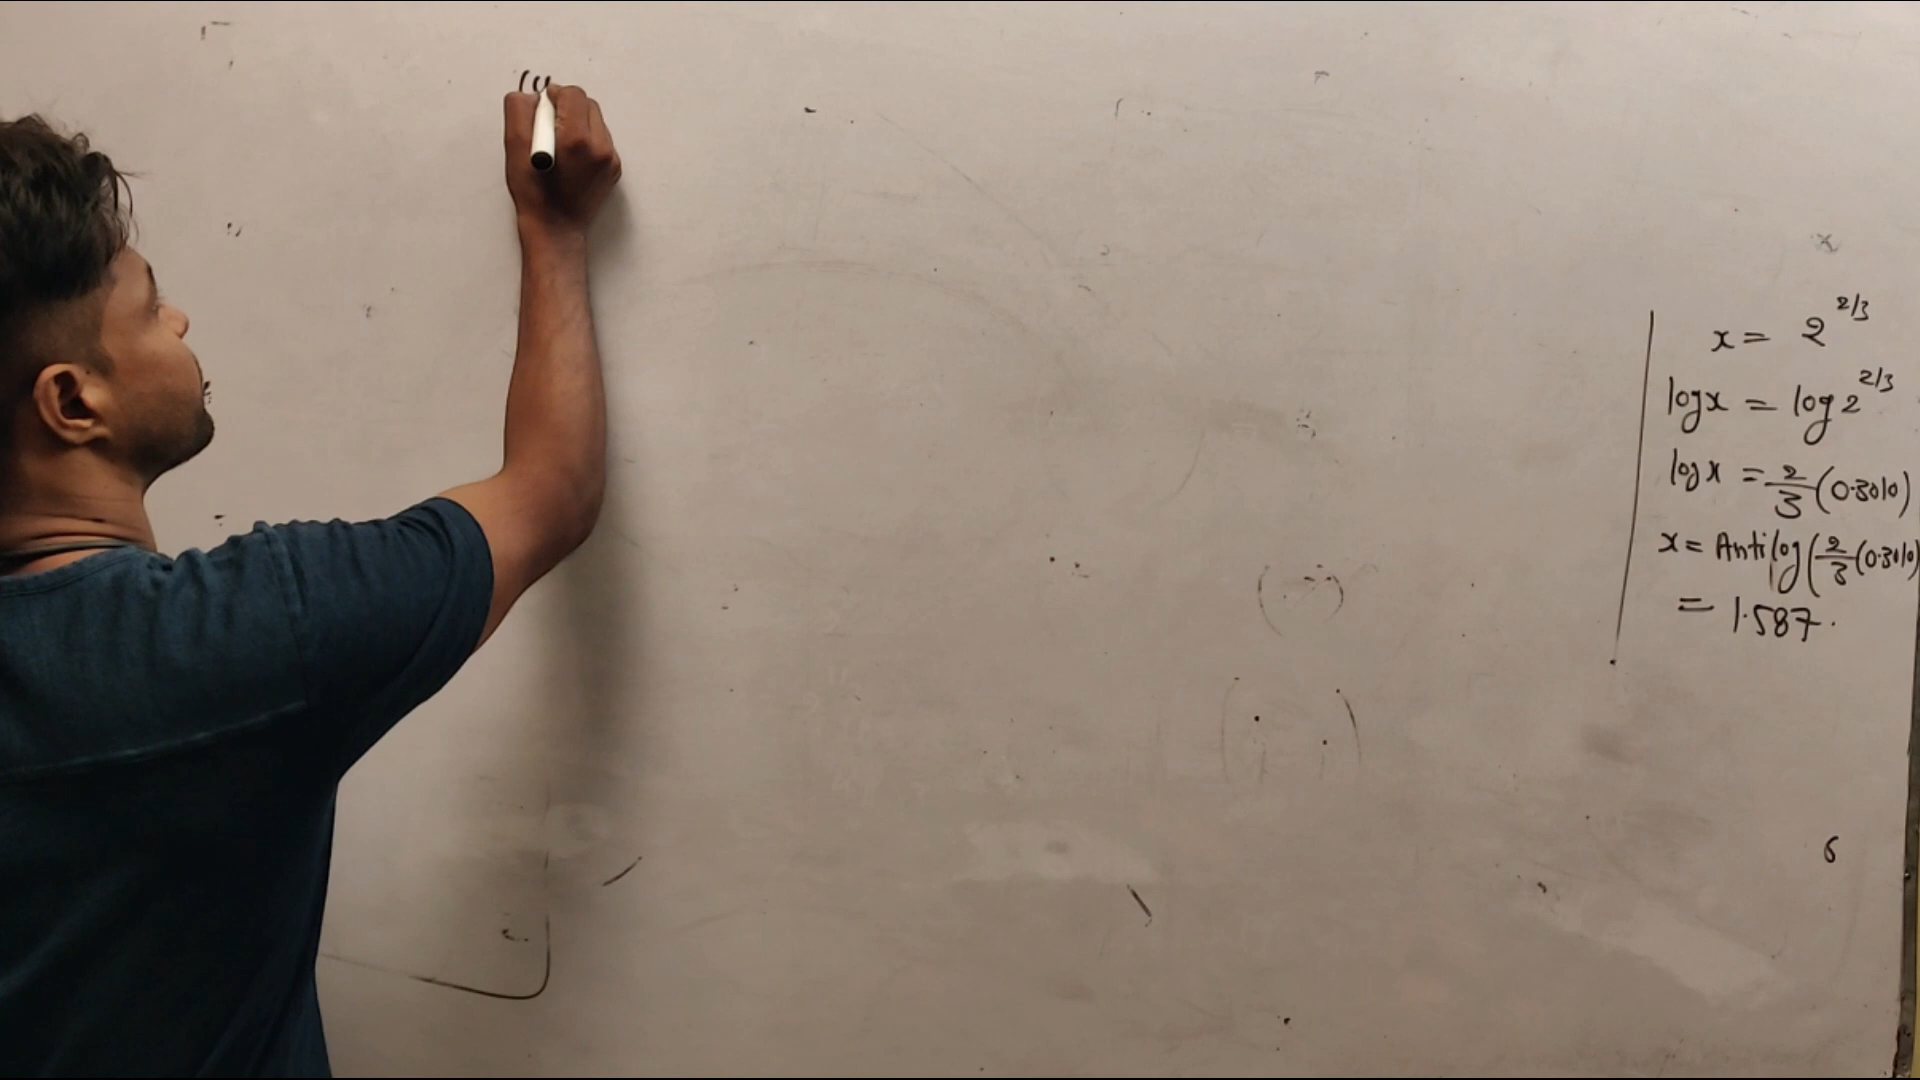 x = 2^2/3
log x = log 2^2/3
log x = 2/3 (0.3010)
x = Antilog (2/3 (0.3010)
= 1.587.
6